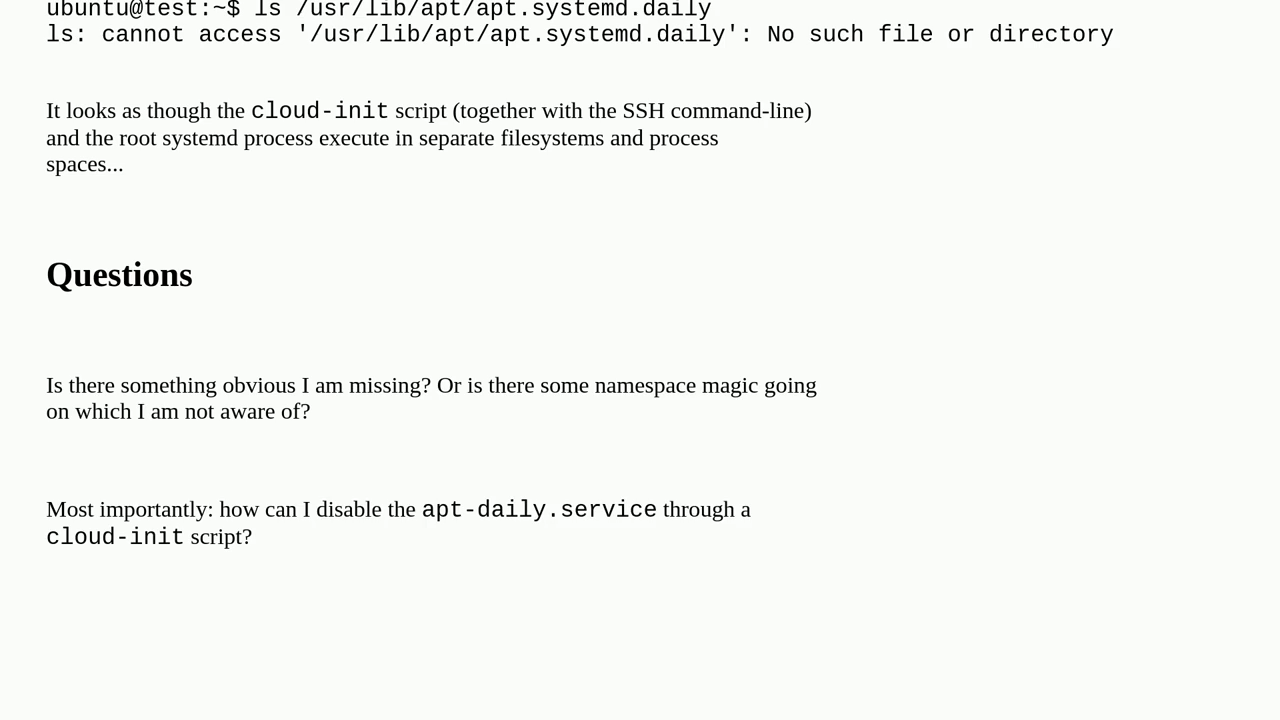 ubuntu@test:~$ ls /usr/lib/apt/apt.systemd.daily
ls: cannot access '/usr/lib/apt/apt.systemd.daily': No such file or directory
It looks as though the cloud-init script (together with the SSH command-line)
and the root systemd process execute in separate filesystems and process
spaces...
Questions
Is there something obvious I am missing? Or is there some namespace magic going
on which I am not aware of?
Most importantly: how can I disable the apt-daily.service through a
cloud-init script?